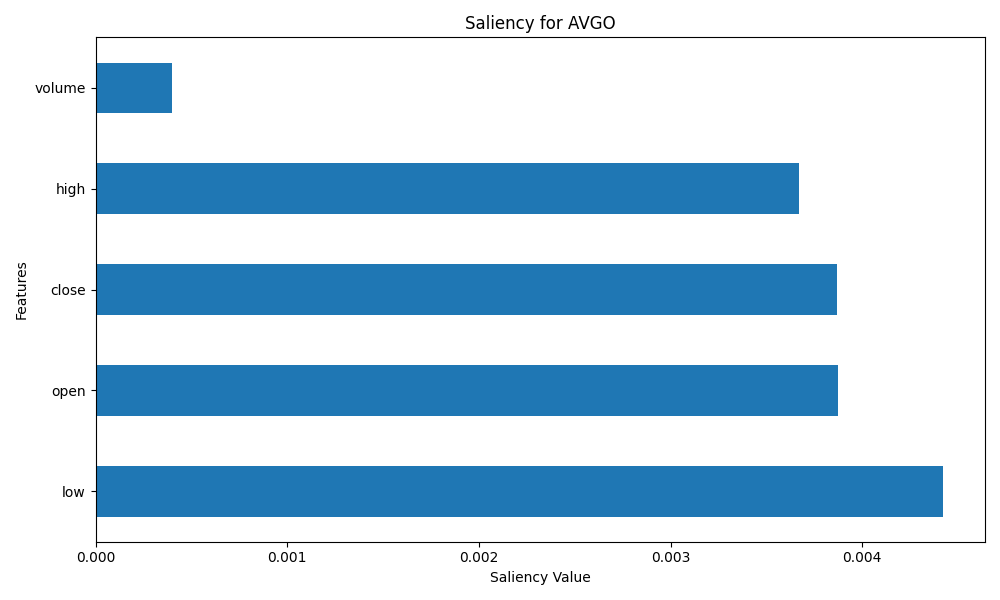 Saliency for AVGO
volume
high
close
open
low
Features
0.000 0.001 0.002 0.003 0.004
Saliency Value